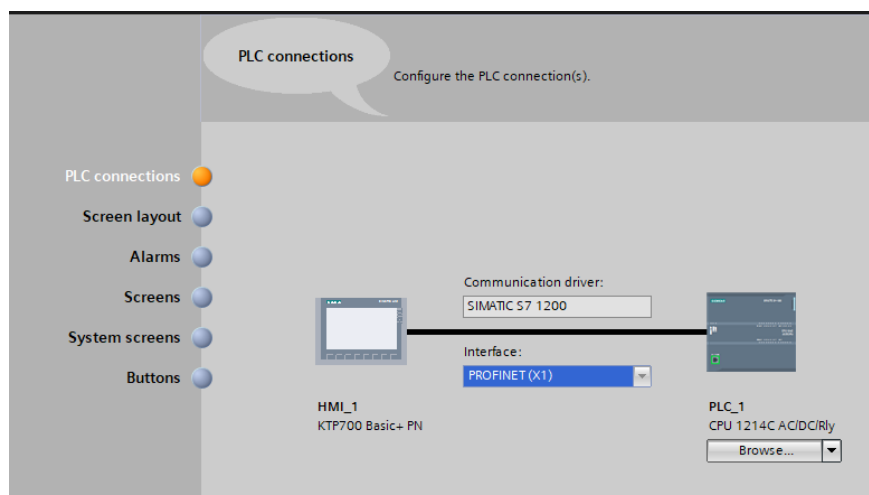 PLC connections
Configure the PLC connection(s).
PLC connections
Screen layout
Alarms
Screens
System screens
Buttons
Communication driver:
SIMATIC S7 1200
Interface:
PROFINET (X1)
HMI_1
KTP700 Basic+ PN
PLC_1
CPU 1214C AC/DC/Rly
Browse...